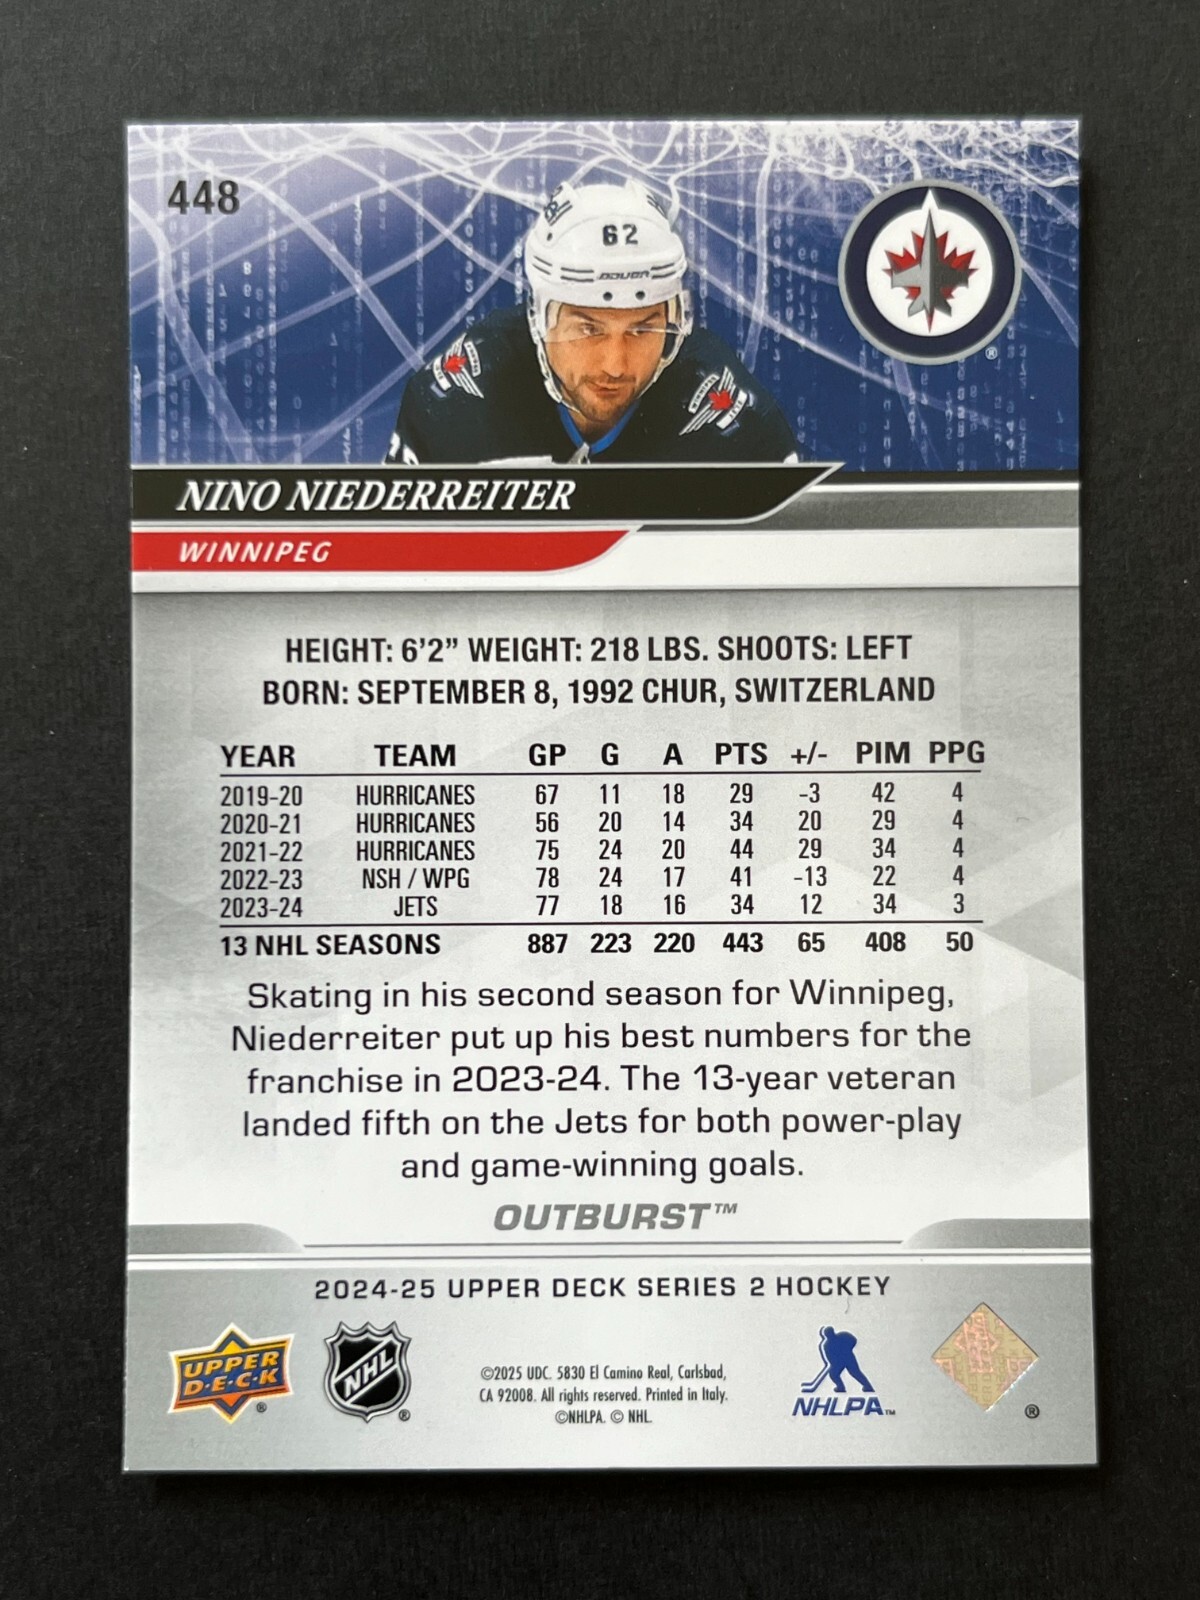 448
62
BAUER
NINO NIEDERREITER
WINNIPEG
HEIGHT: 6'2” WEIGHT: 218 LBS. SHOOTS: LEFT
BORN: SEPTEMBER 8, 1992 CHUR, SWITZERLAND
YEAR TEAM GP G A PTS +/- PIM PPG
2019-20 HURRICANES 67 11 18 29 -3 42 4
2020-21 HURRICANES 56 20 14 34 20 29 4
2021-22 HURRICANES 75 24 20 44 29 34 4
2022-23 NSH / WPG 78 24 17 41 -13 22 4
2023-24 JETS 77 18 16 34 12 34 3
13 NHL SEASONS 887 223 220 443 65 408 50
Skating in his second season for Winnipeg,
Niederreiter put up his best numbers for the
franchise in 2023-24. The 13-year veteran
landed fifth on the Jets for both power-play
and game-winning goals.
OUTBURST™
2024-25 UPPER DECK SERIES 2 HOCKEY
UPPER
D·E·C·K ®
NHL ®
©2025 UDC. 5830 El Camino Real, Carlsbad,
CA 92008. All rights reserved. Printed in Italy.
©NHLPA. © NHL.
NHLPA™
®